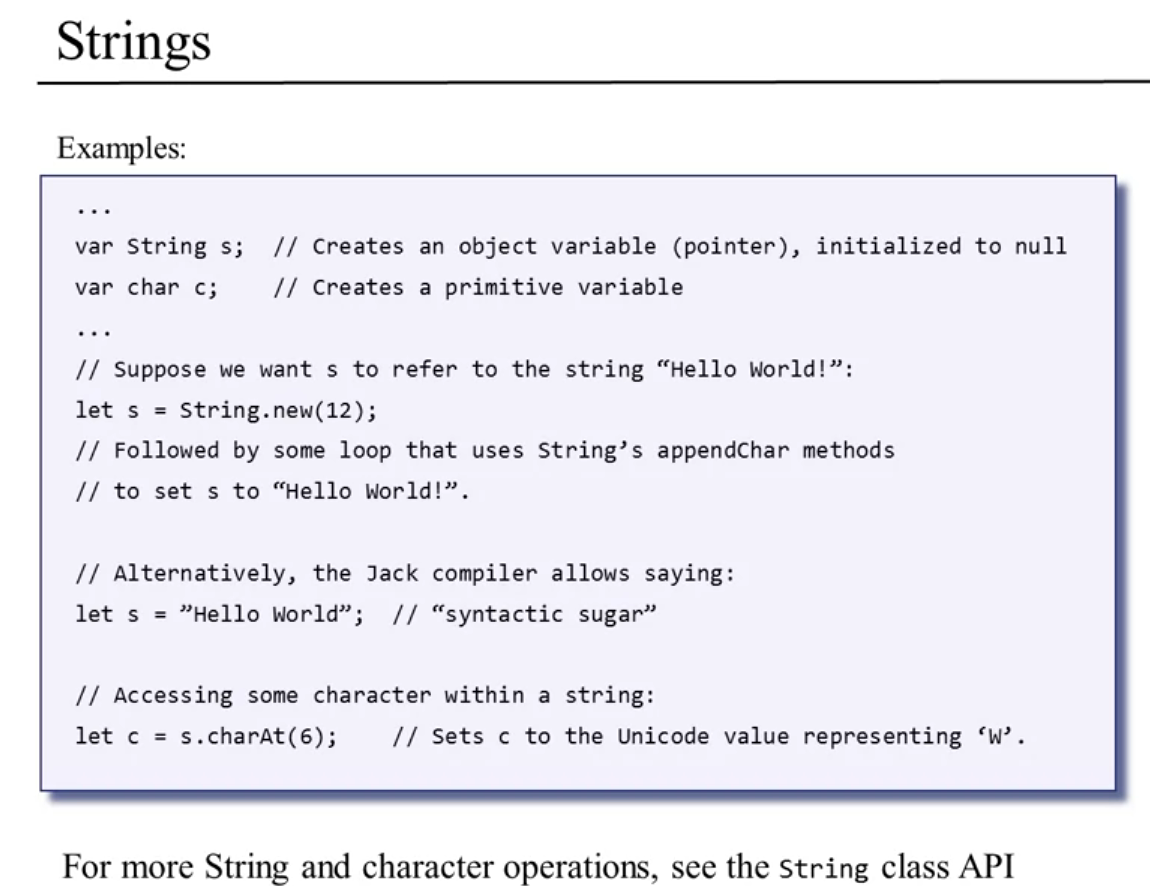 Strings
Examples:
...
var String s;  // Creates an object variable (pointer), initialized to null
var char c;    // Creates a primitive variable
...
// Suppose we want s to refer to the string “Hello World!”:
let s = String.new(12);
// Followed by some loop that uses String’s appendChar methods
// to set s to “Hello World!”.
// Alternatively, the Jack compiler allows saying:
let s = ”Hello World”;  // “syntactic sugar”
// Accessing some character within a string:
let c = s.charAt(6);    // Sets c to the Unicode value representing ‘W’.
For more String and character operations, see the String class API